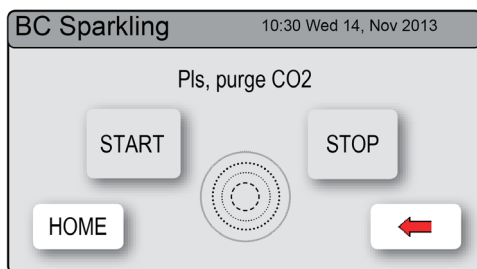 BC Sparkling 10:30 Wed 14, Nov 2013
Pls, purge CO2
START STOP
HOME